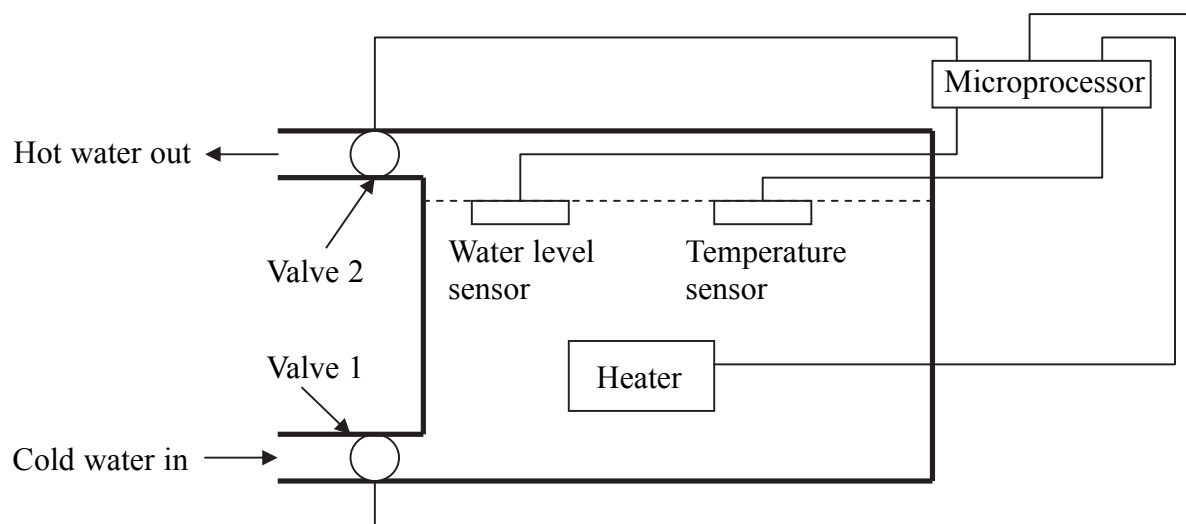 Microprocessor
Hot water out
Valve 2
Water level
sensor
Temperature
sensor
Valve 1
Heater
Cold water in